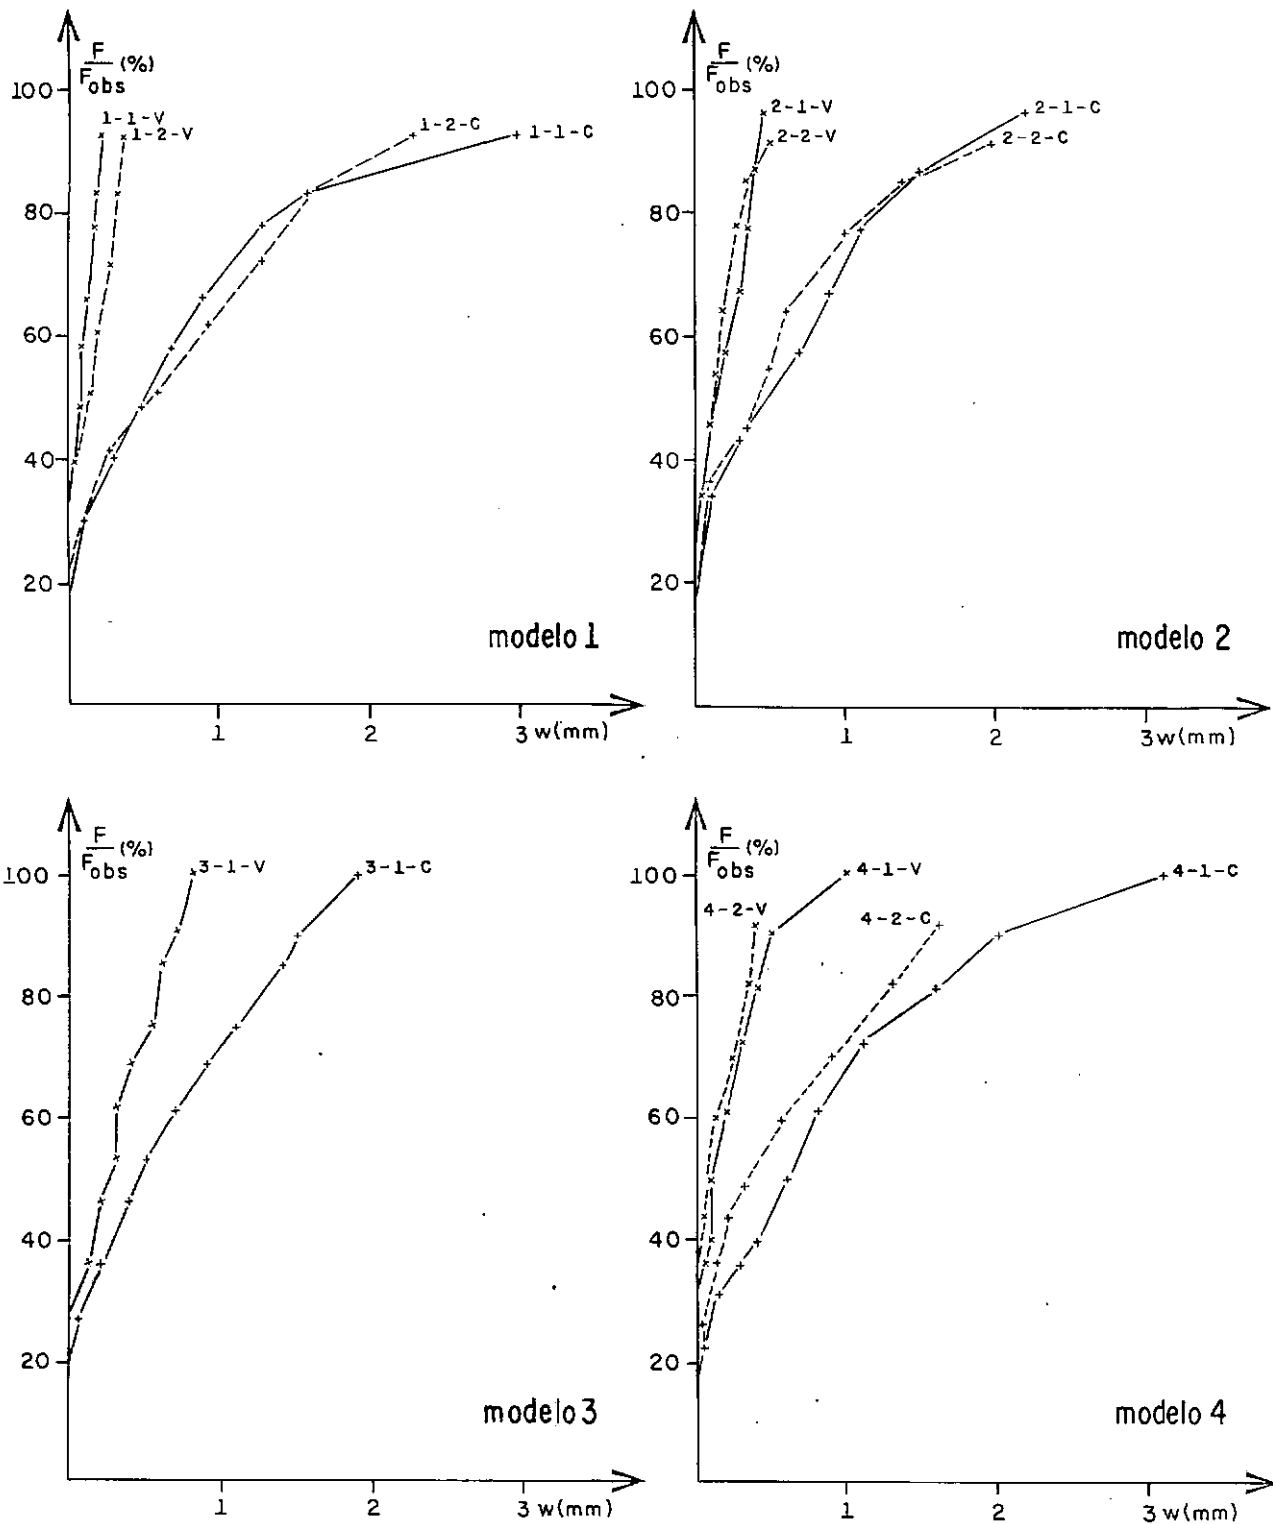 F/Fobs (%)
100
80
60
40
20
1-1-V
1-2-V
1-2-C
1-1-C
modelo 1
1 2 3 w(mm)
F/Fobs (%)
100
80
60
40
20
2-1-V
2-2-V
2-1-C
2-2-C
modelo 2
1 2 3 w(mm)
F/Fobs (%)
100
80
60
40
20
3-1-V
3-1-C
modelo 3
1 2 3 w(mm)
F/Fobs (%)
100
80
60
40
20
4-1-V
4-1-C
4-2-V
4-2-C
modelo 4
1 2 3 w(mm)